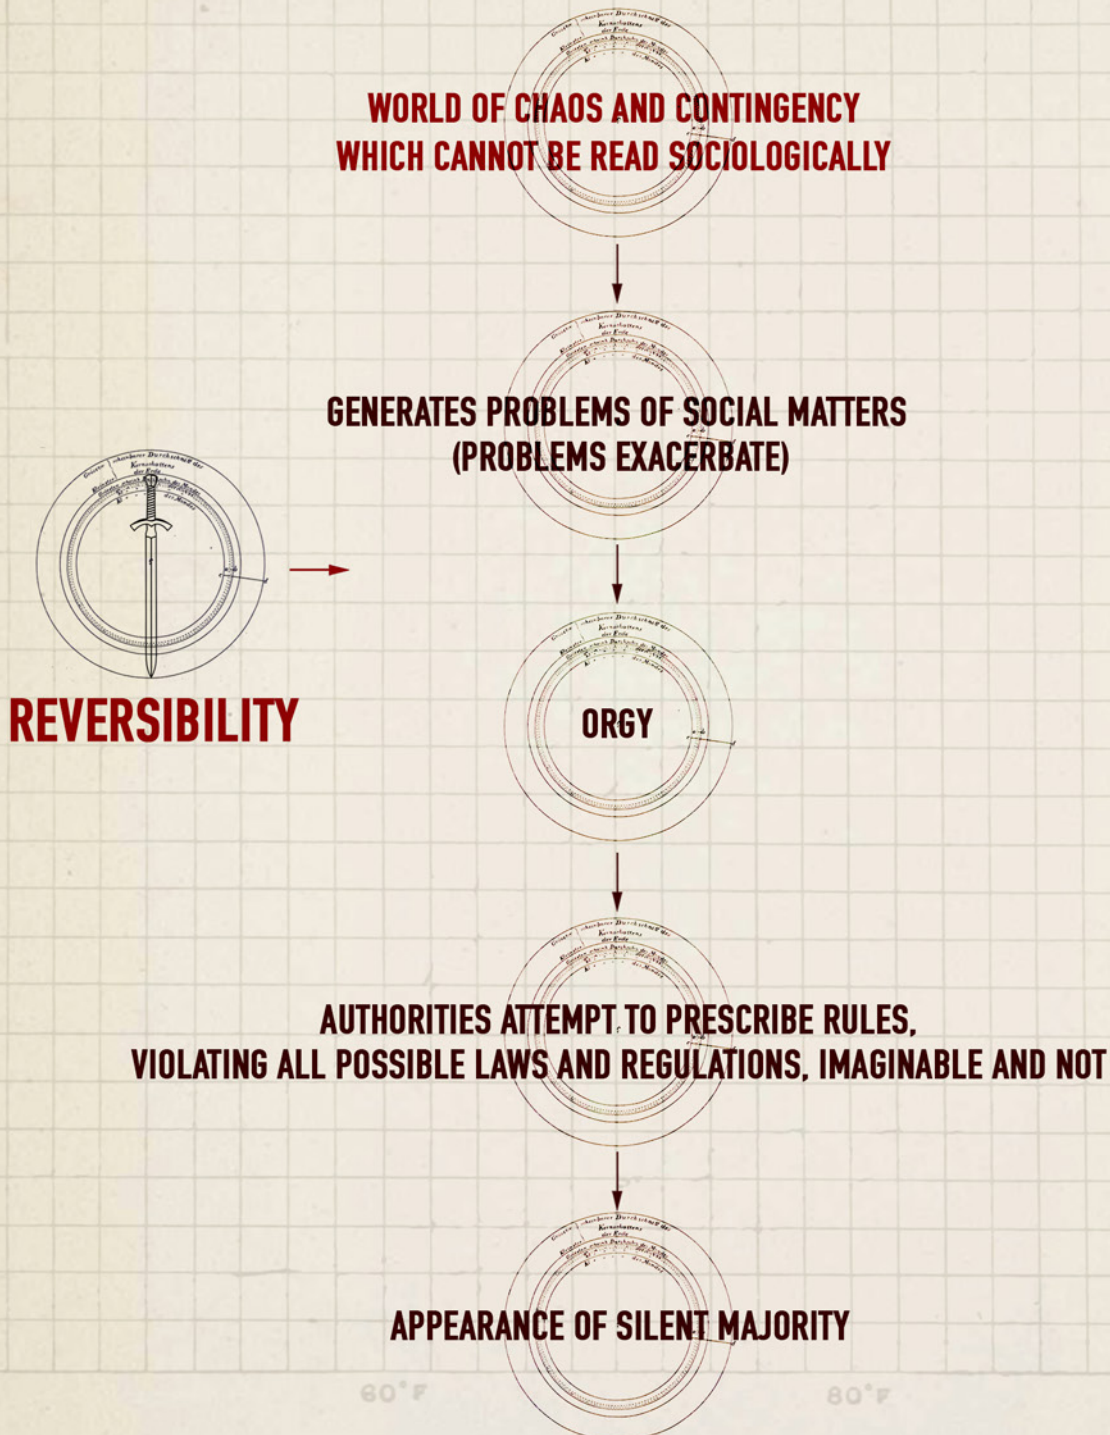 WORLD OF CHAOS AND CONTINGENCY
WHICH CANNOT BE READ SOCIOLOGICALLY
GENERATES PROBLEMS OF SOCIAL MATTERS
(PROBLEMS EXACERBATE)
REVERSIBILITY
ORGY
AUTHORITIES ATTEMPT TO PRESCRIBE RULES,
VIOLATING ALL POSSIBLE LAWS AND REGULATIONS, IMAGINABLE AND NOT
APPEARANCE OF SILENT MAJORITY
60°F
80°F